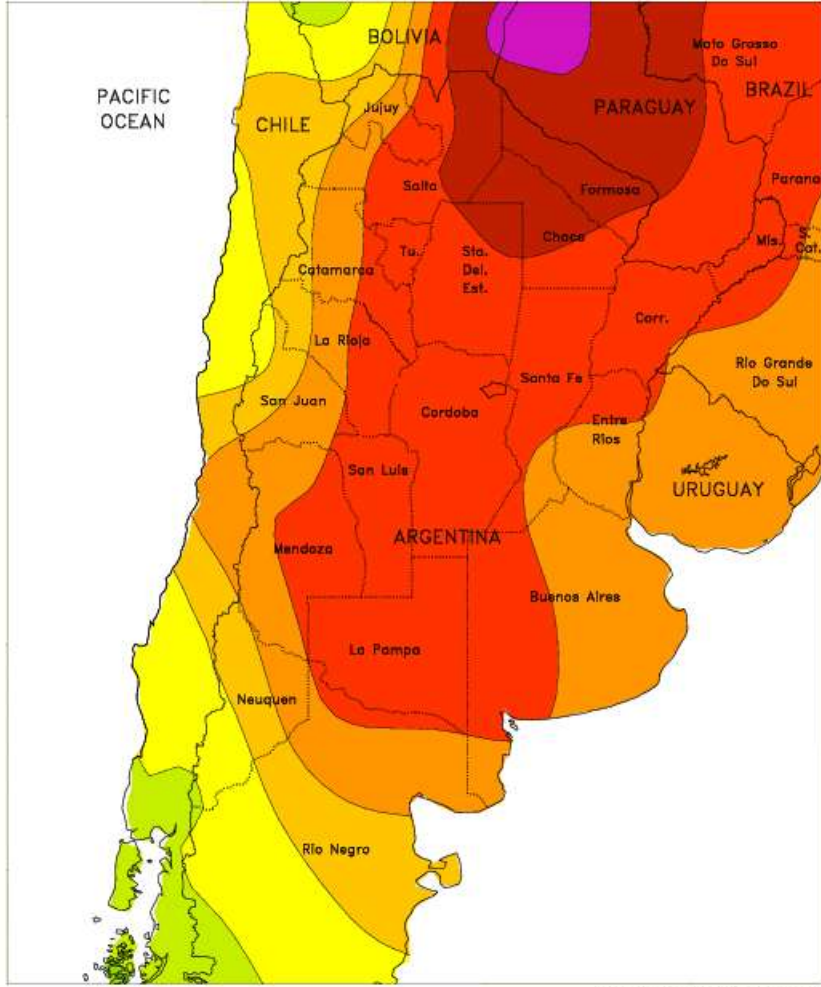 BOLIVIA
Mato Grosso
Do Sul
PACIFIC
OCEAN
CHILE
Jujuy
PARAGUAY
BRAZIL
Salta
Formosa
Parana
Chaco
Tu.
Sta.
Del.
Est.
Mis.
S.
Cat.
Catamarca
La Rioja
Corr.
Rio Grande
Do Sul
San Juan
Cordoba
Santa Fe
Entre
Rios
San Luis
URUGUAY
ARGENTINA
Mendoza
Buenos Aires
La Pampa
Neuquen
Rio Negro